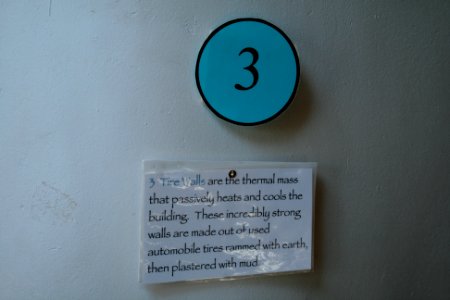 3
3 Tire Walls are the thermal mass
that passively heats and cools the
building. These incredibly strong
walls are made out of used
automobile tires rammed with earth,
then plastered with mud.